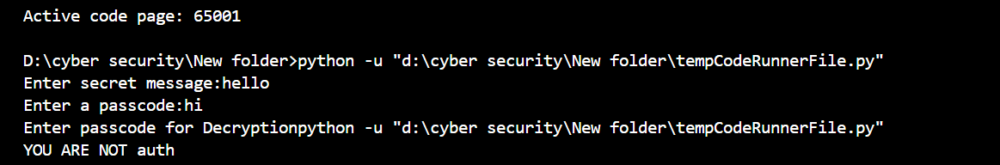 Active code page: 65001
D:\cyber security\New folder>python -u "d:\cyber security\New folder\tempCodeRunnerFile.py"
Enter secret message:hello
Enter a passcode:hi
Enter passcode for Decryptionpython -u "d:\cyber security\New folder\tempCodeRunnerFile.py"
YOU ARE NOT auth